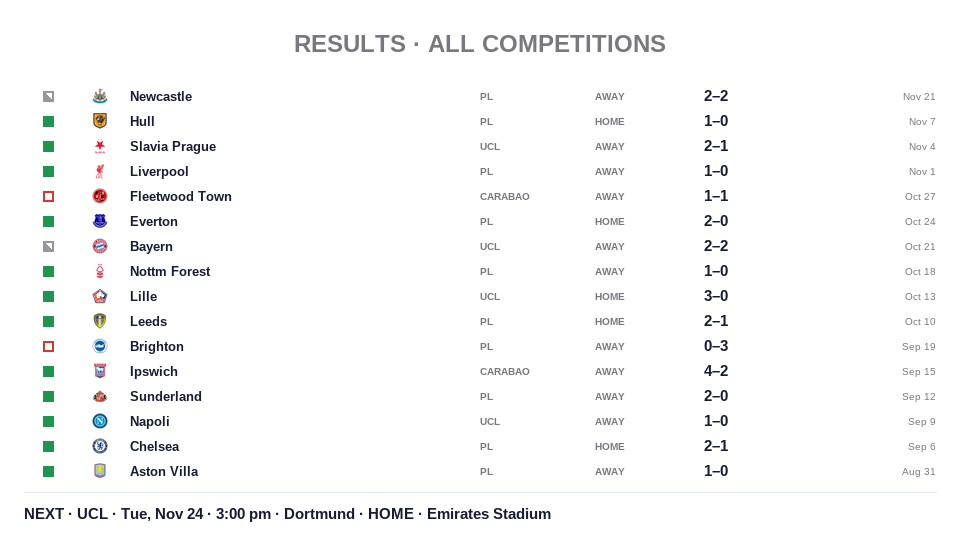 RESULTS · ALL COMPETITIONS
Newcastle PL AWAY 2–2 Nov 21
Hull PL HOME 1–0 Nov 7
Slavia Prague UCL AWAY 2–1 Nov 4
Liverpool PL AWAY 1–0 Nov 1
Fleetwood Town CARABAO AWAY 1–1 Oct 27
Everton PL HOME 2–0 Oct 24
Bayern UCL AWAY 2–2 Oct 21
Nottm Forest PL AWAY 1–0 Oct 18
Lille UCL HOME 3–0 Oct 13
Leeds PL HOME 2–1 Oct 10
Brighton PL AWAY 0–3 Sep 19
Ipswich CARABAO AWAY 4–2 Sep 15
Sunderland PL AWAY 2–0 Sep 12
Napoli UCL AWAY 1–0 Sep 9
Chelsea PL HOME 2–1 Sep 6
Aston Villa PL AWAY 1–0 Aug 31
NEXT · UCL · Tue, Nov 24 · 3:00 pm · Dortmund · HOME · Emirates Stadium